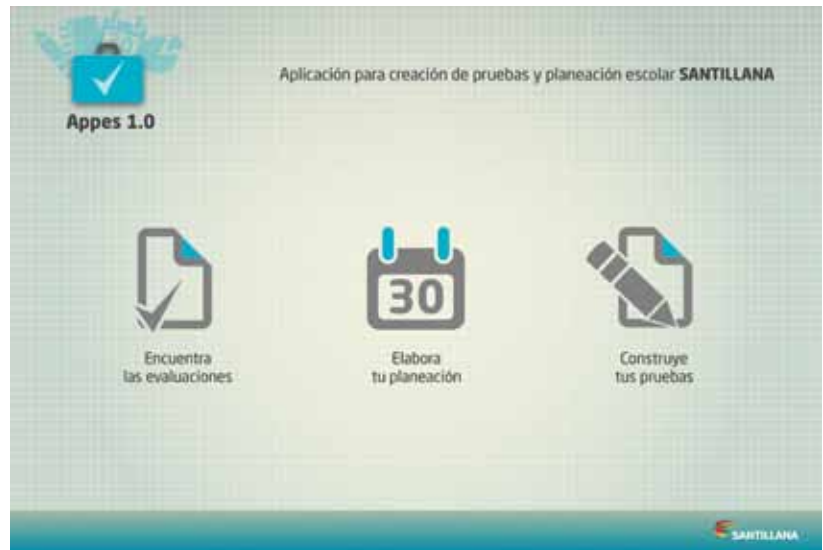 Aplicación para creación de pruebas y planeación escolar SANTILLANA
Appes 1.0
30
Encuentra
las evaluaciones
Elabora
tu planeación
Construye
tus pruebas
SANTILLANA